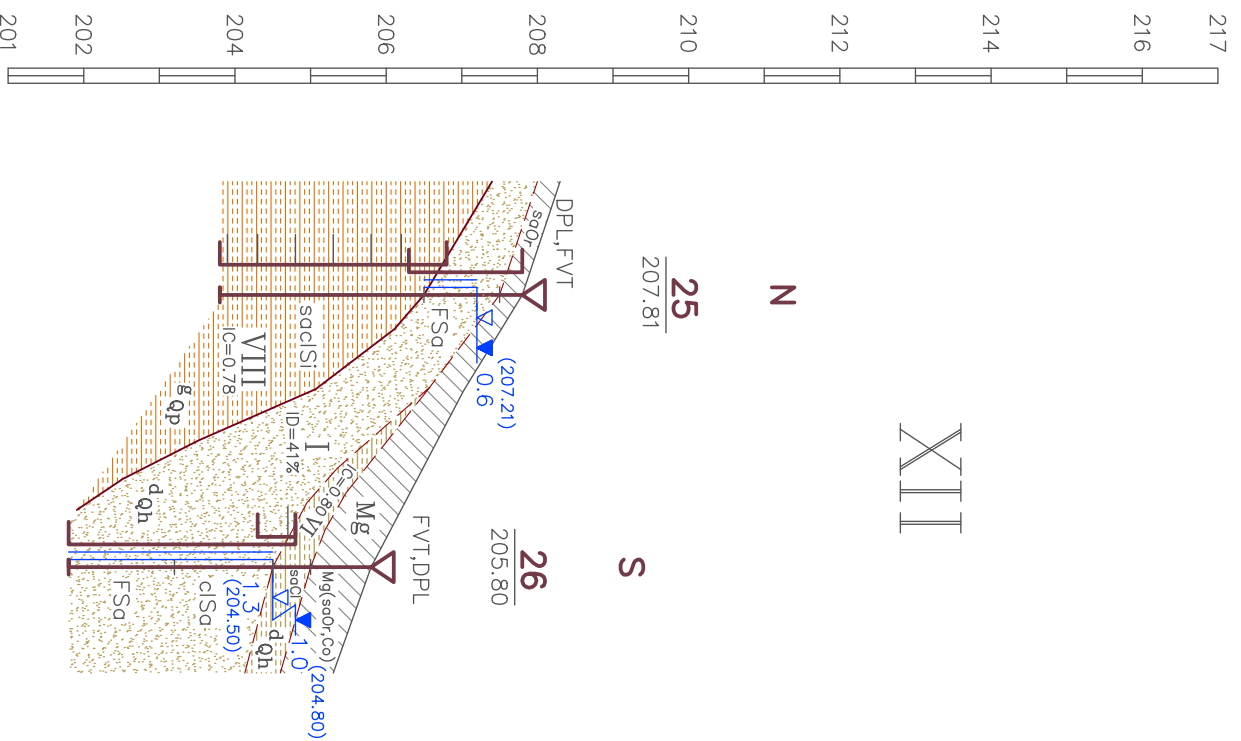 217
216
214
212
210
208
206
204
202
201
XII
N
S
25
207.81
26
205.80
DPL,FVT
FVT,DPL
saOr
FSa
(207.21)
0.6
saclSi
VIII
IC=0.78
g Qp
I
ID=41%
IC=0.80
VI
Mg
d Qh
Mg(saOr,Co)
saCl
d Qh
1.0
(204.80)
1.3
(204.50)
clSa
FSa